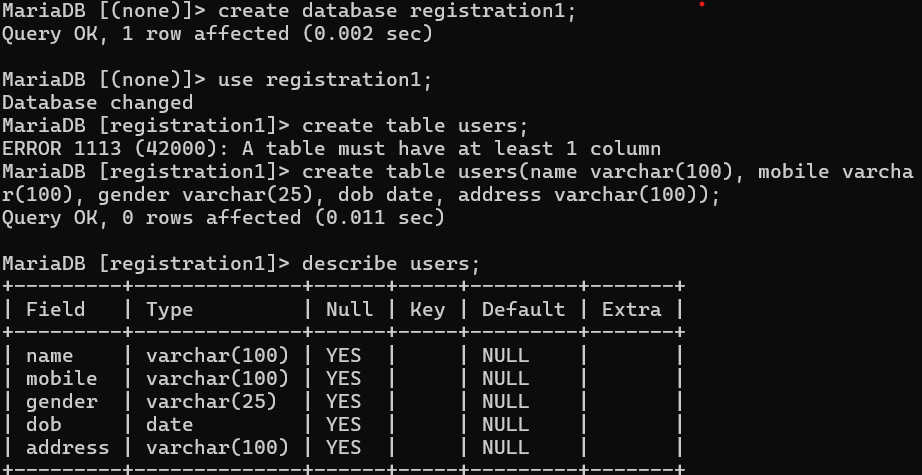 MariaDB [(none)]> create database registration1;
Query OK, 1 row affected (0.002 sec)
MariaDB [(none)]> use registration1;
Database changed
MariaDB [registration1]> create table users;
ERROR 1113 (42000): A table must have at least 1 column
MariaDB [registration1]> create table users(name varchar(100), mobile varcha
r(100), gender varchar(25), dob date, address varchar(100));
Query OK, 0 rows affected (0.011 sec)
MariaDB [registration1]> describe users;
+---------+--------------+------+-----+---------+-------+
| Field   | Type         | Null | Key | Default | Extra |
+---------+--------------+------+-----+---------+-------+
| name    | varchar(100) | YES  |     | NULL    |       |
| mobile  | varchar(100) | YES  |     | NULL    |       |
| gender  | varchar(25)  | YES  |     | NULL    |       |
| dob     | date         | YES  |     | NULL    |       |
| address | varchar(100) | YES  |     | NULL    |       |
+---------+--------------+------+-----+---------+-------+